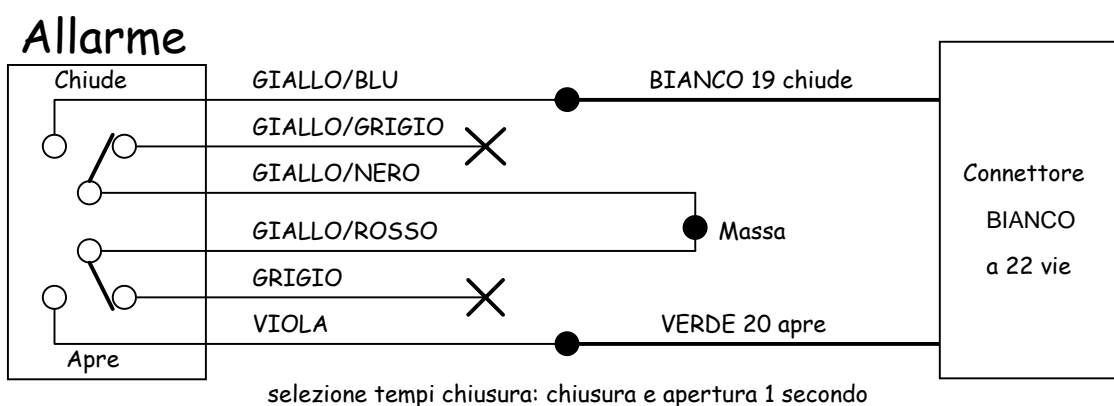 Allarme
Chiude
GIALLO/BLU
BIANCO 19 chiude
GIALLO/GRIGIO
GIALLO/NERO
Connettore
BIANCO
a 22 vie
GIALLO/ROSSO
Massa
GRIGIO
VIOLA
VERDE 20 apre
Apre
selezione tempi chiusura: chiusura e apertura 1 secondo